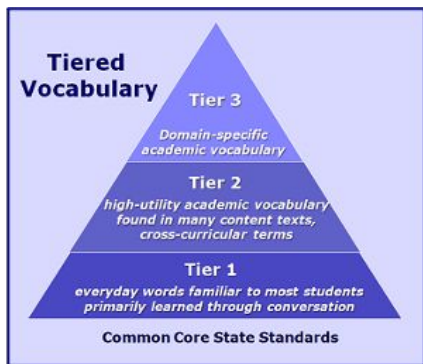 Tiered
Vocabulary
Tier 3
Domain-specific
academic vocabulary
Tier 2
high-utility academic vocabulary
found in many content texts,
cross-curricular terms
Tier 1
everyday words familiar to most students
primarily learned through conversation
Common Core State Standards